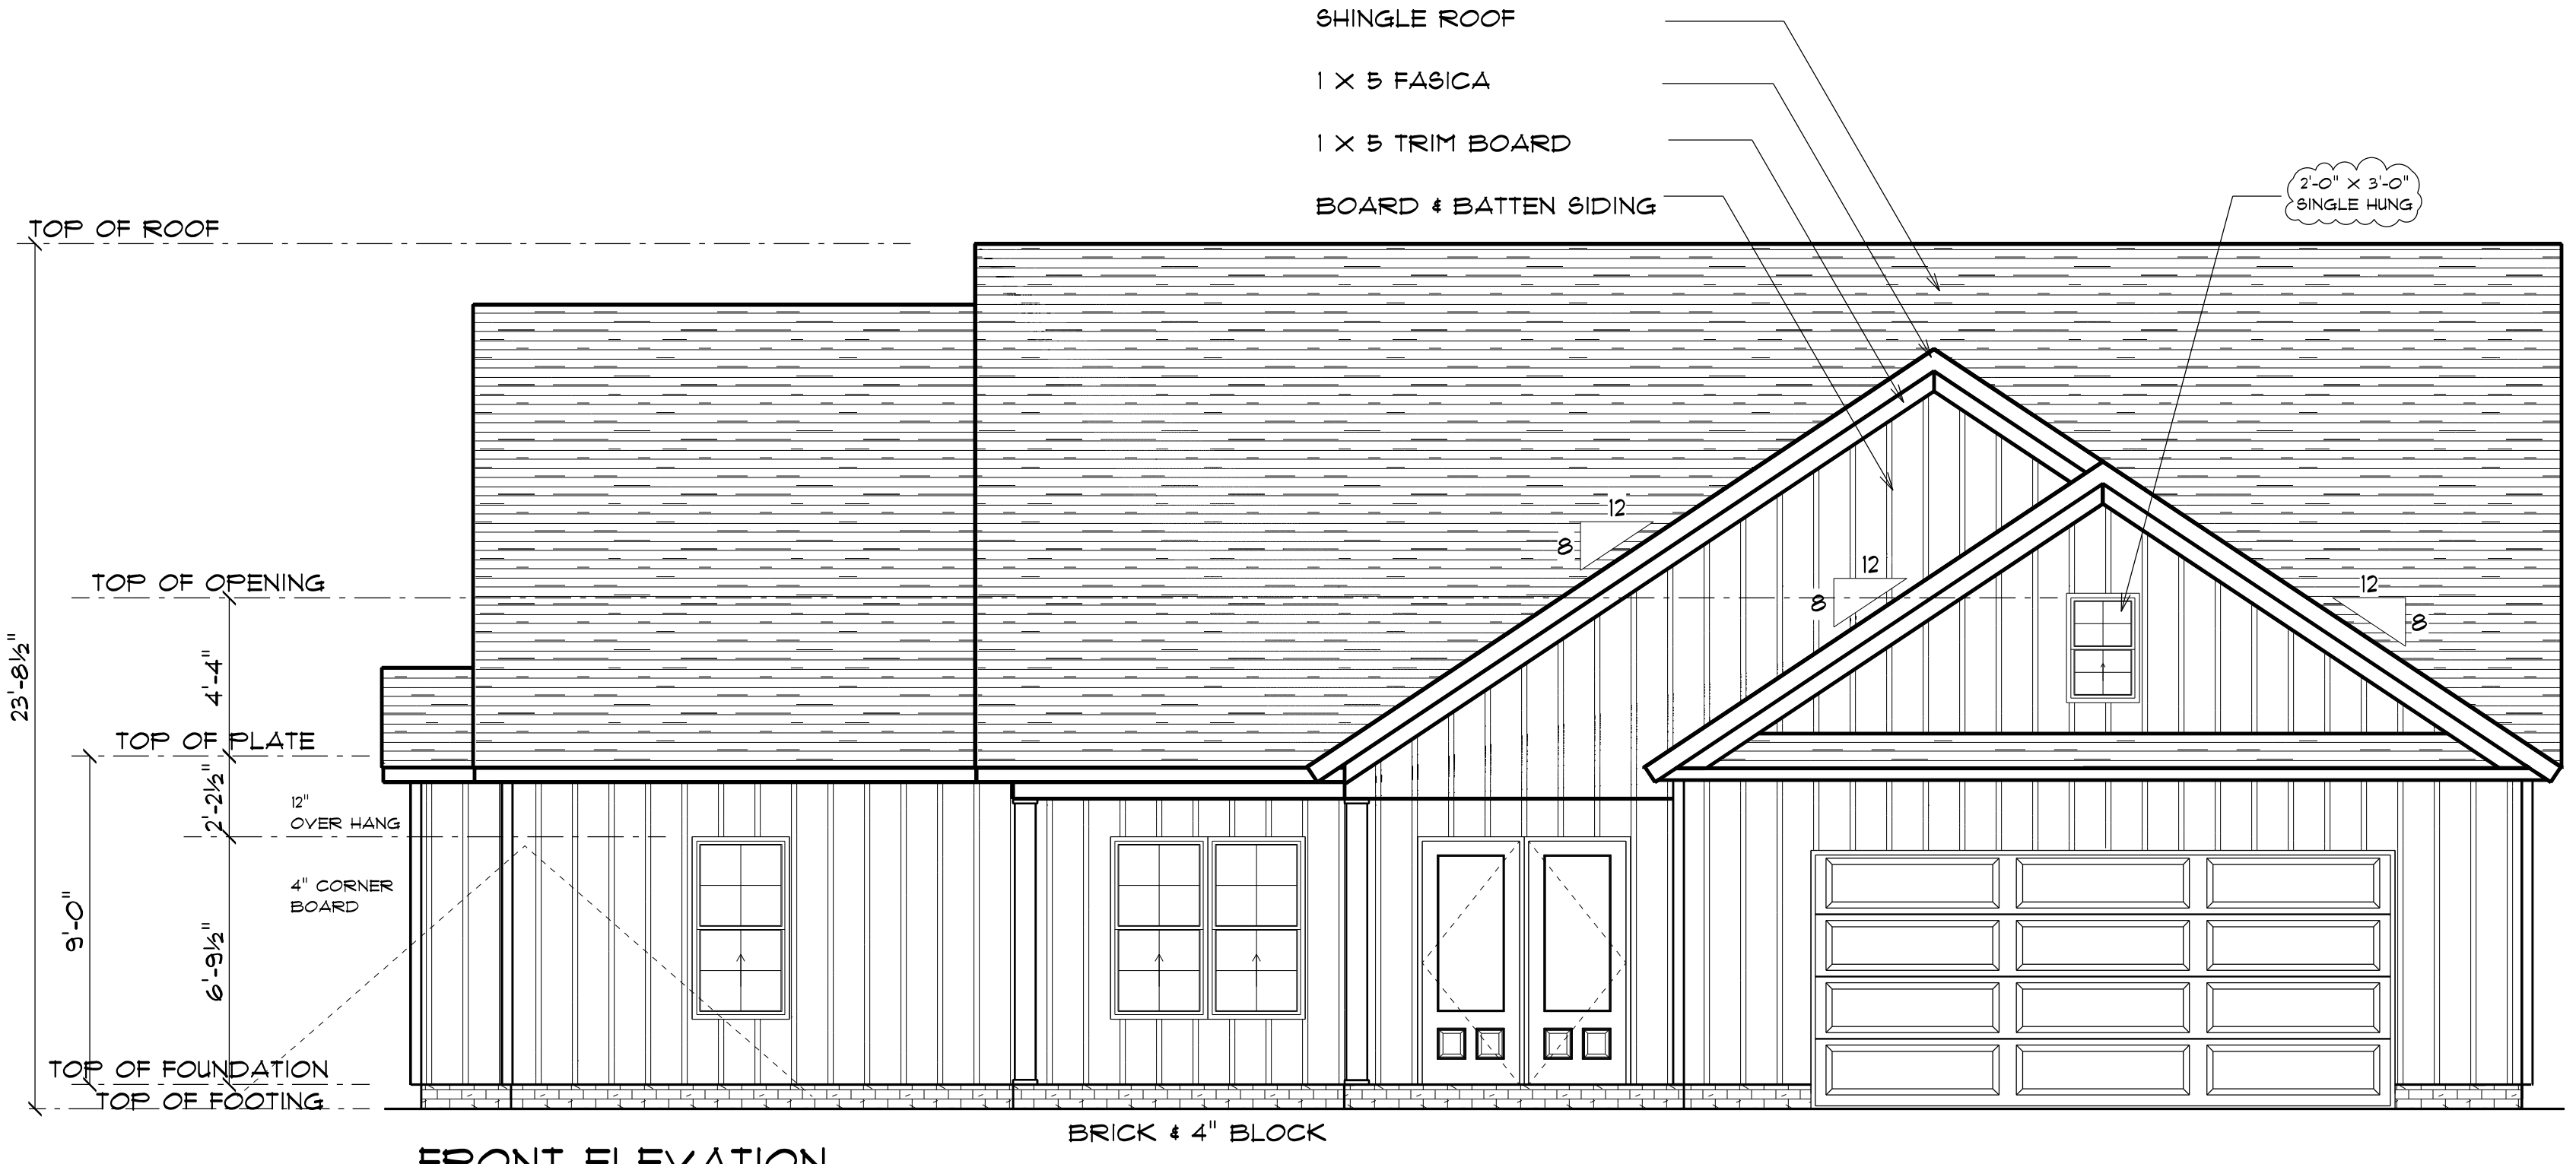 SHINGLE ROOF
1 X 5 FASICA
1 X 5 TRIM BOARD
BOARD & BATTEN SIDING
2'-0" X 3'-0"
SINGLE HUNG
TOP OF ROOF
12
8
12
8
12
8
TOP OF OPENING
23'-8½"
4'-4"
TOP OF PLATE
2'-2½"
12"
OVER HANG
4" CORNER
BOARD
9'-0"
6'-9½"
TOP OF FOUNDATION
TOP OF FOOTING
BRICK & 4" BLOCK
FRONT ELEVATION